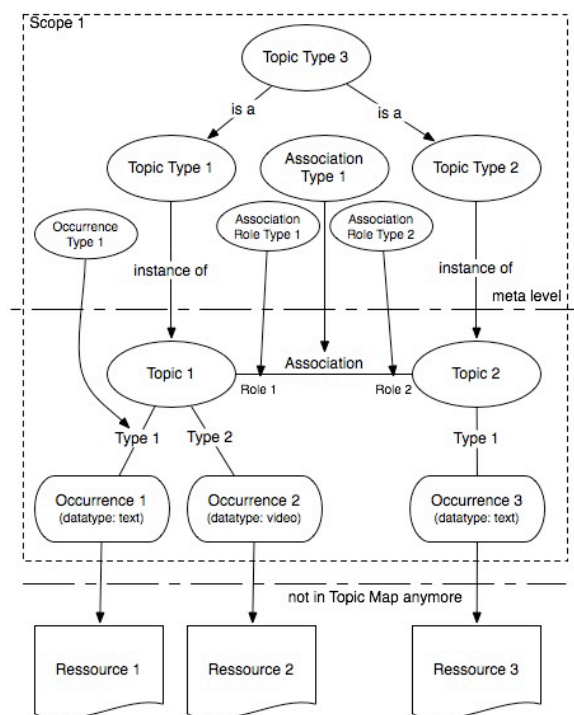 Scope 1
Topic Type 3
is a
is a
Topic Type 1
Association
Type 1
Topic Type 2
Occurrence
Type 1
Association
Role Type 1
Association
Role Type 2
instance of
instance of
meta level
Topic 1
Association
Topic 2
Role 1
Role 2
Type 1
Type 2
Type 1
Occurrence 1
(datatype: text)
Occurrence 2
(datatype: video)
Occurrence 3
(datatype: text)
not in Topic Map anymore
Ressource 1
Ressource 2
Ressource 3